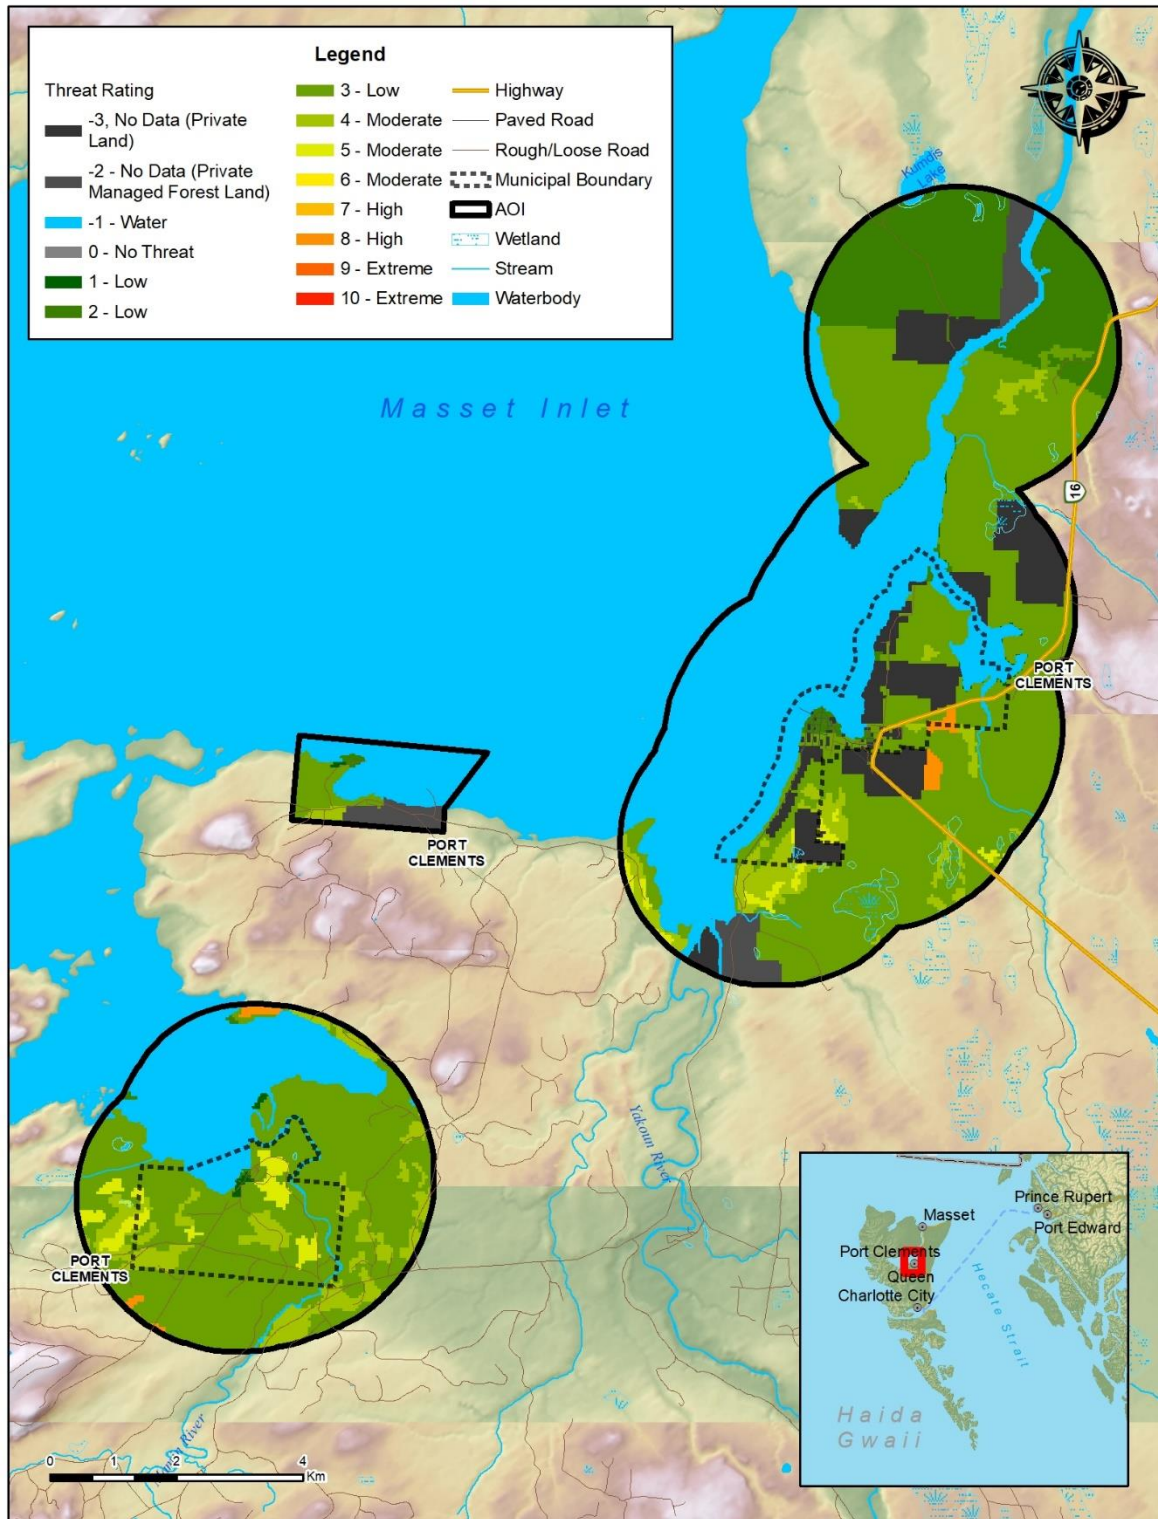 Legend
Threat Rating
-3, No Data (Private
Land)
-2 - No Data (Private
Managed Forest Land)
-1 - Water
0 - No Threat
1 - Low
2 - Low
3 - Low
4 - Moderate
5 - Moderate
6 - Moderate
7 - High
8 - High
9 - Extreme
10 - Extreme
Highway
Paved Road
Rough/Loose Road
Municipal Boundary
AOI
Wetland
Stream
Waterbody
Kumdis
Lake
Masset Inlet
16
PORT
CLEMENTS
PORT
CLEMENTS
Yakoun River
PORT
CLEMENTS
River
0 1 2 4
Km
Prince Rupert
Masset
Port Edward
Port Clements
Queen
Charlotte City
Hecate Strait
Haida
Gwaii